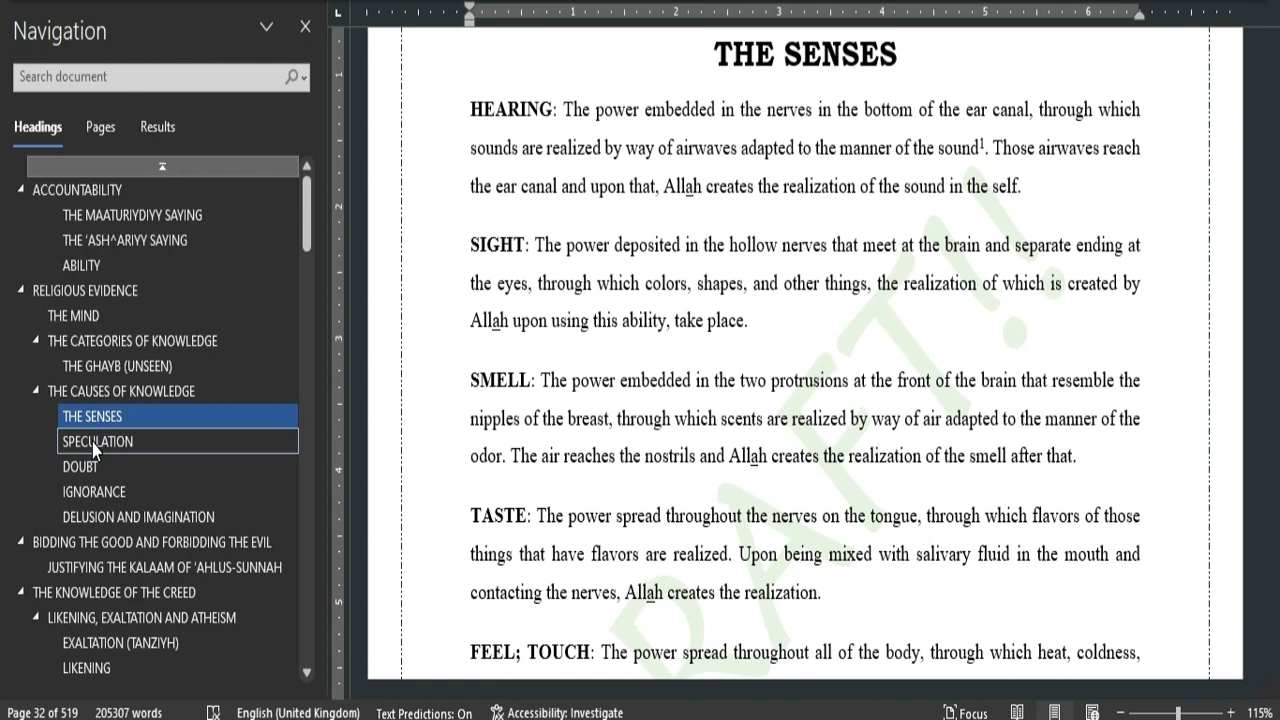 Navigation
Search document
Headings Pages Results
ACCOUNTABILITY
THE MAATURIYDIYY SAYING
THE 'ASH^ARIYY SAYING
ABILITY
RELIGIOUS EVIDENCE
THE MIND
THE CATEGORIES OF KNOWLEDGE
THE GHAYB (UNSEEN)
THE CAUSES OF KNOWLEDGE
THE SENSES
SPECULATION
DOUBT
IGNORANCE
DELUSION AND IMAGINATION
BIDDING THE GOOD AND FORBIDDING THE EVIL
JUSTIFYING THE KALAAM OF 'AHLUS-SUNNAH
THE KNOWLEDGE OF THE CREED
LIKENING, EXALTATION AND ATHEISM
EXALTATION (TANZIYH)
LIKENING
1 2 3 4 5 6
1
2
3
4
5
THE SENSES
HEARING: The power embedded in the nerves in the bottom of the ear canal, through which
sounds are realized by way of airwaves adapted to the manner of the sound¹. Those airwaves reach
the ear canal and upon that, Allah creates the realization of the sound in the self.
SIGHT: The power deposited in the hollow nerves that meet at the brain and separate ending at
the eyes, through which colors, shapes, and other things, the realization of which is created by
Allah upon using this ability, take place.
SMELL: The power embedded in the two protrusions at the front of the brain that resemble the
nipples of the breast, through which scents are realized by way of air adapted to the manner of the
odor. The air reaches the nostrils and Allah creates the realization of the smell after that.
TASTE: The power spread throughout the nerves on the tongue, through which flavors of those
things that have flavors are realized. Upon being mixed with salivary fluid in the mouth and
contacting the nerves, Allah creates the realization.
FEEL; TOUCH: The power spread throughout all of the body, through which heat, coldness,
RAFT!!
Page 32 of 519 205307 words English (United Kingdom) Text Predictions: On Accessibility: Investigate Focus 115%